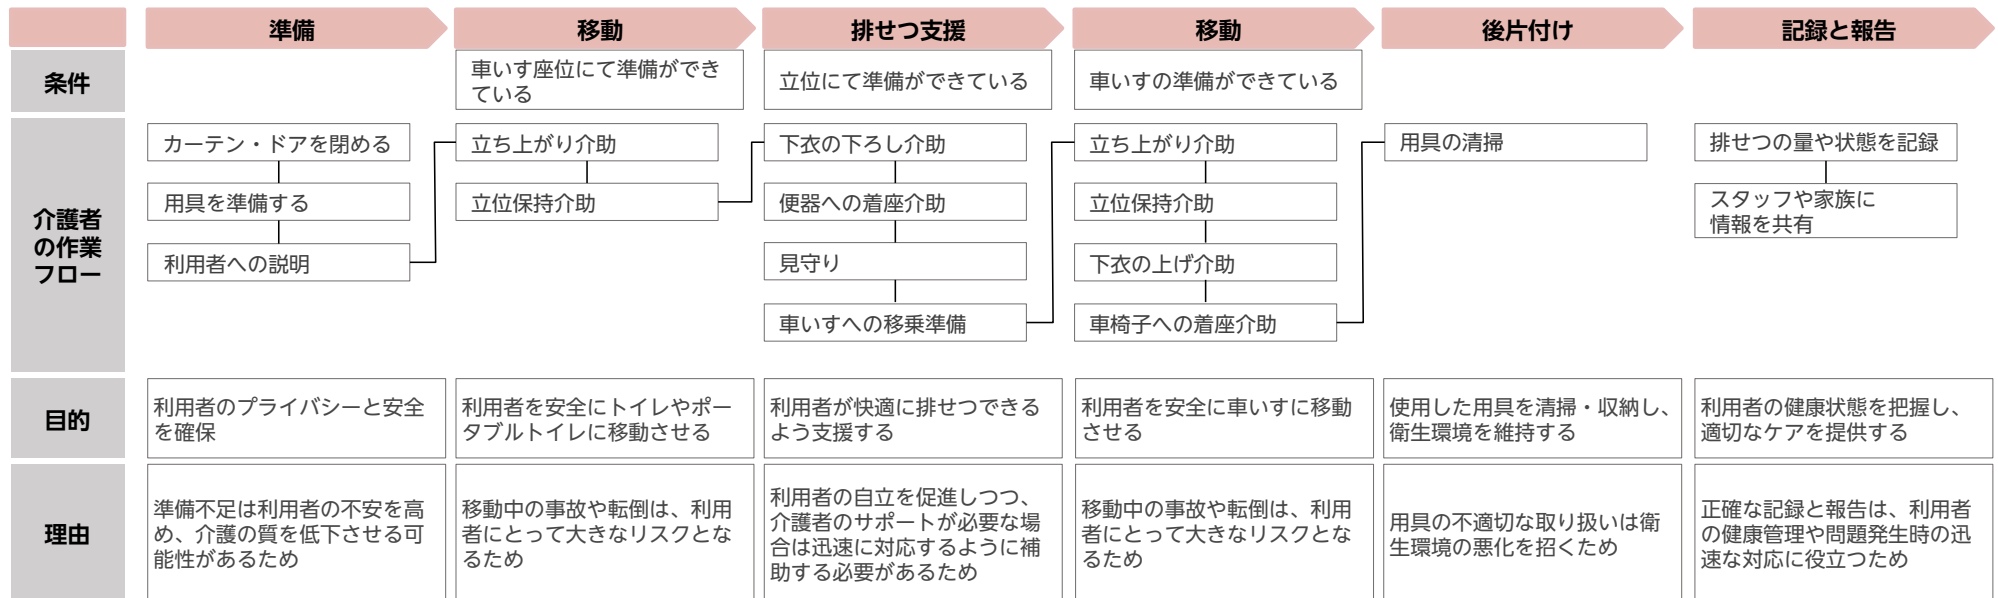 準備
移動
排せつ支援
移動
後片付け
記録と報告
条件
車いす座位にて準備ができ
ている
立位にて準備ができている
車いすの準備ができている
介護者
の作業
フロー
カーテン・ドアを閉める
用具を準備する
利用者への説明
立ち上がり介助
立位保持介助
下衣の下ろし介助
便器への着座介助
見守り
車いすへの移乗準備
立ち上がり介助
立位保持介助
下衣の上げ介助
車椅子への着座介助
用具の清掃
排せつの量や状態を記録
スタッフや家族に
情報を共有
目的
利用者のプライバシーと安全
を確保
利用者を安全にトイレやポー
タブルトイレに移動させる
利用者が快適に排せつできる
よう支援する
利用者を安全に車いすに移動
させる
使用した用具を清掃・収納し、
衛生環境を維持する
利用者の健康状態を把握し、
適切なケアを提供する
理由
準備不足は利用者の不安を高
め、介護の質を低下させる可
能性があるため
移動中の事故や転倒は、利用
者にとって大きなリスクとな
るため
利用者の自立を促進しつつ、
介護者のサポートが必要な場
合は迅速に対応するように補
助する必要があるため
移動中の事故や転倒は、利用
者にとって大きなリスクとな
るため
用具の不適切な取り扱いは衛
生環境の悪化を招くため
正確な記録と報告は、利用者
の健康管理や問題発生時の迅
速な対応に役立つため